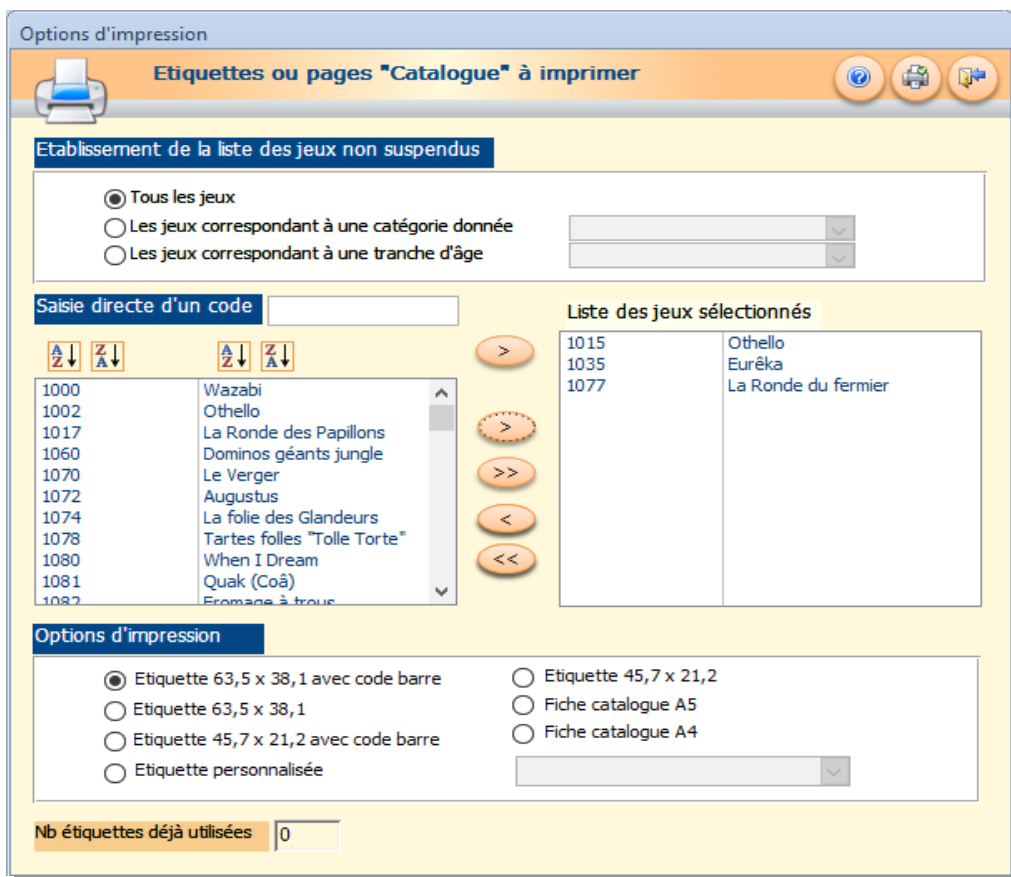 Options d'impression
Etiquettes ou pages "Catalogue" à imprimer
Etablissement de la liste des jeux non suspendus
Tous les jeux
Les jeux correspondant à une catégorie donnée
Les jeux correspondant à une tranche d'âge
Saisie directe d'un code
Liste des jeux sélectionnés
A Z Z A A Z Z A
>
1015 Othello
1035 Eurêka
1077 La Ronde du fermier
1000 Wazabi
1002 Othello
1017 La Ronde des Papillons
1060 Dominos géants jungle
1070 Le Verger
1072 Augustus
1074 La folie des Glandeurs
1078 Tartes folles "Tolle Torte"
1080 When I Dream
1081 Quak (Coâ)
1082 Fromage à trous
>
>>
<
<<
Options d'impression
Etiquette 63,5 x 38,1 avec code barre
Etiquette 63,5 x 38,1
Etiquette 45,7 x 21,2 avec code barre
Etiquette personnalisée
Etiquette 45,7 x 21,2
Fiche catalogue A5
Fiche catalogue A4
Nb étiquettes déjà utilisées 0